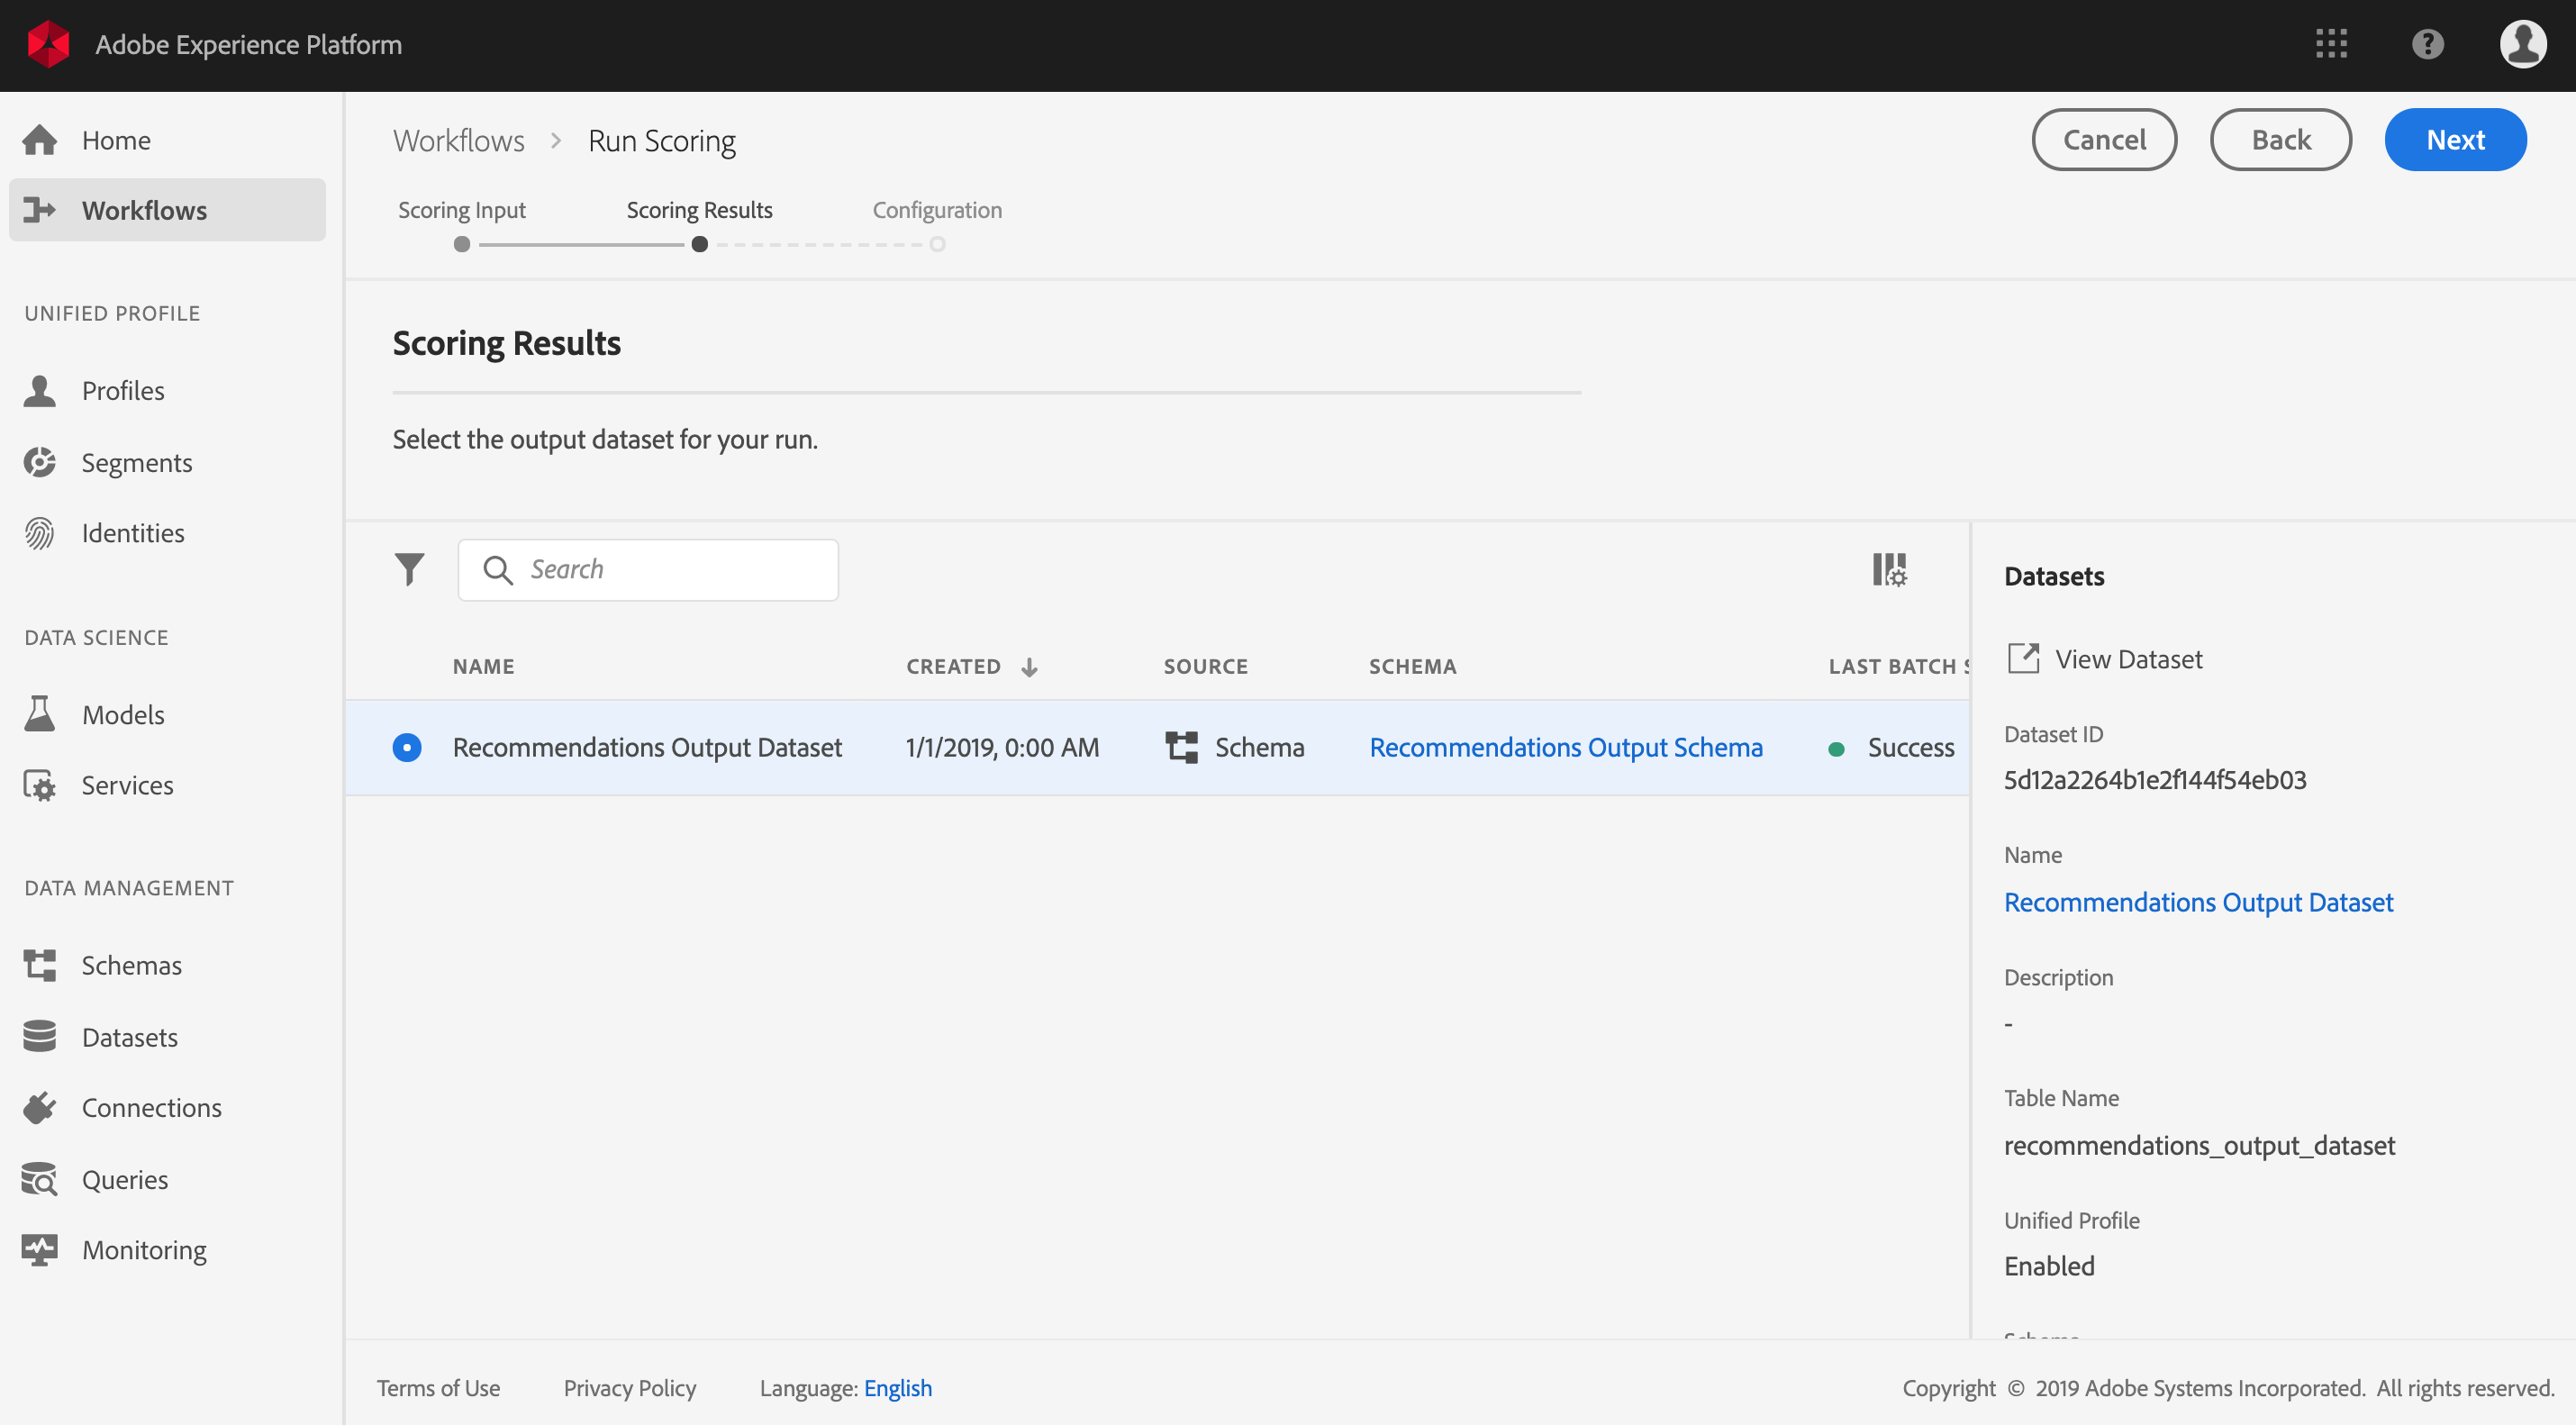 Adobe Experience Platform
?
Home
Workflows
UNIFIED PROFILE
Profiles
Segments
Identities
DATA SCIENCE
Models
Services
DATA MANAGEMENT
Schemas
Datasets
Connections
Queries
Monitoring
Workflows > Run Scoring
Cancel
Back
Next
Scoring Input
Scoring Results
Configuration
Scoring Results
Select the output dataset for your run.
Search
NAME CREATED SOURCE SCHEMA LAST BATCH S
Recommendations Output Dataset 1/1/2019, 0:00 AM Schema Recommendations Output Schema Success
Datasets
View Dataset
Dataset ID
5d12a2264b1e2f144f54eb03
Name
Recommendations Output Dataset
Description
-
Table Name
recommendations_output_dataset
Unified Profile
Enabled
Terms of Use
Privacy Policy
Language: English
Copyright © 2019 Adobe Systems Incorporated. All rights reserved.